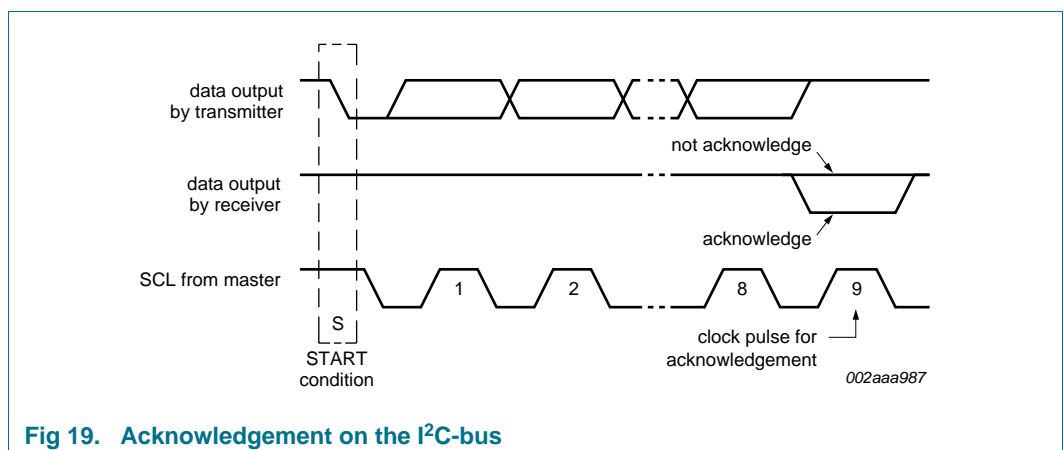 data output
by transmitter
not acknowledge
data output
by receiver
acknowledge
SCL from master
1
2
8
9
S
START
condition
clock pulse for
acknowledgement
002aaa987
Fig 19. Acknowledgement on the I²C-bus